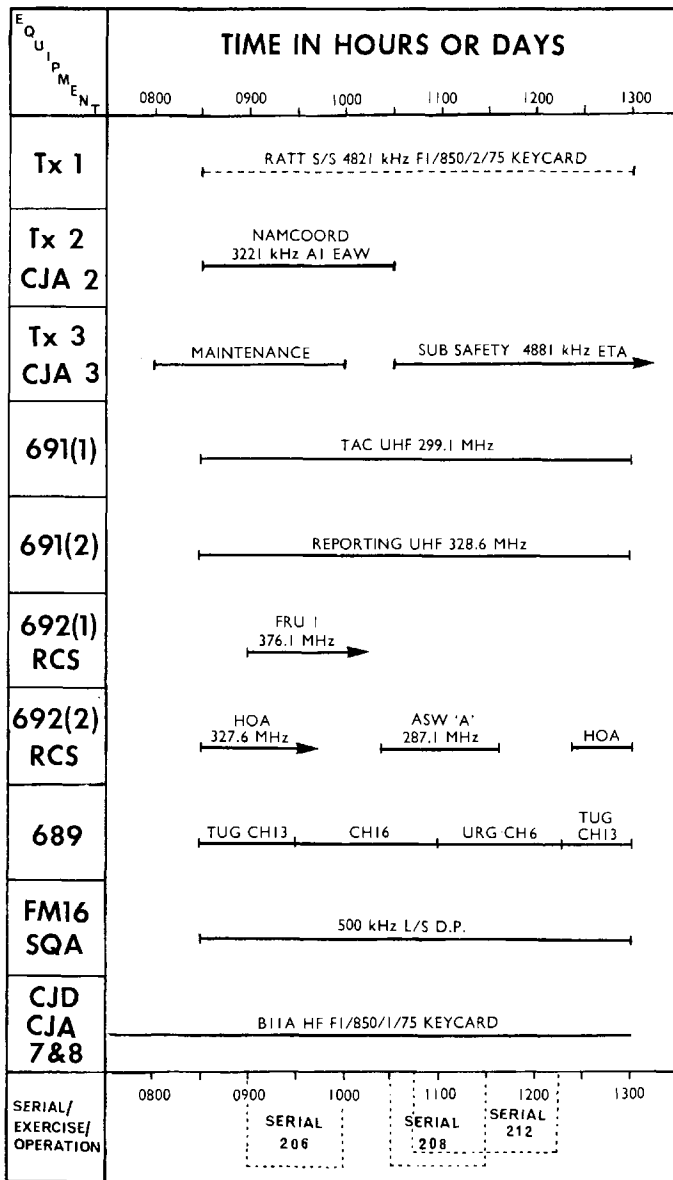 EQUIPMENT
TIME IN HOURS OR DAYS
0800 0900 1000 1100 1200 1300
Tx 1
RATT S/S 4821 kHz F1/850/2/75 KEYCARD
Tx 2
CJA 2
NAMCOORD
3221 kHz A1 EAW
Tx 3
CJA 3
MAINTENANCE
SUB SAFETY 4881 kHz ETA
691(1)
TAC UHF 299.1 MHz
691(2)
REPORTING UHF 328.6 MHz
692(1)
RCS
FRU 1
376.1 MHz
692(2)
RCS
HOA
327.6 MHz
ASW 'A'
287.1 MHz
HOA
689
TUG CH13
CH16
URG CH6
TUG
CH13
FM16
SQA
500 kHz L/S D.P.
CJD
CJA
7&8
B11A HF F1/850/1/75 KEYCARD
SERIAL/
EXERCISE/
OPERATION
0800 0900 1000 1100 1200 1300
SERIAL
206
SERIAL
208
SERIAL
212